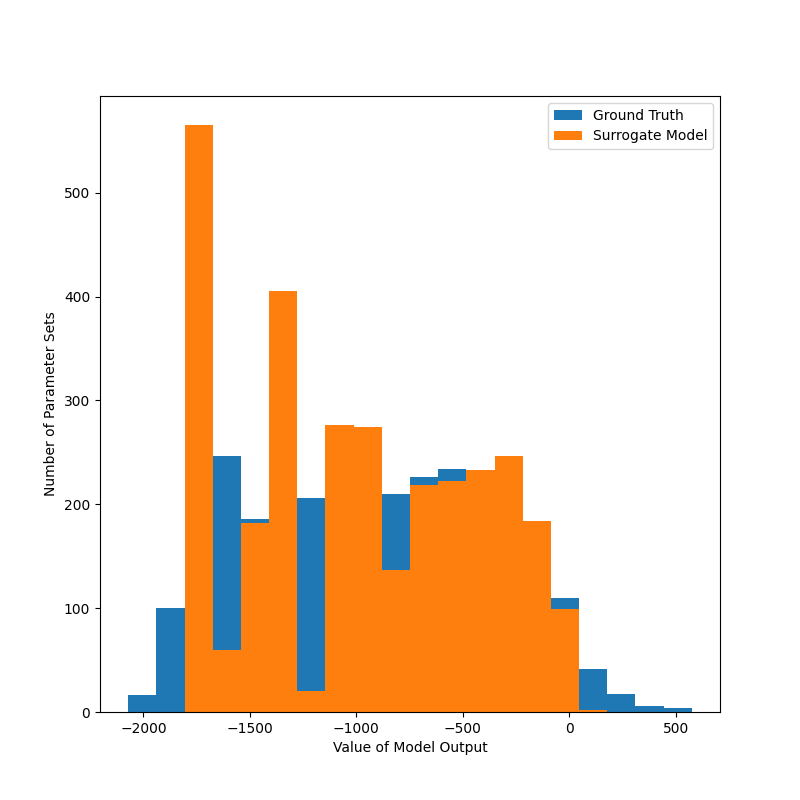 Ground Truth
Surrogate Model
500
400
300
200
100
0
Number of Parameter Sets
−2000 −1500 −1000 −500 0 500
Value of Model Output